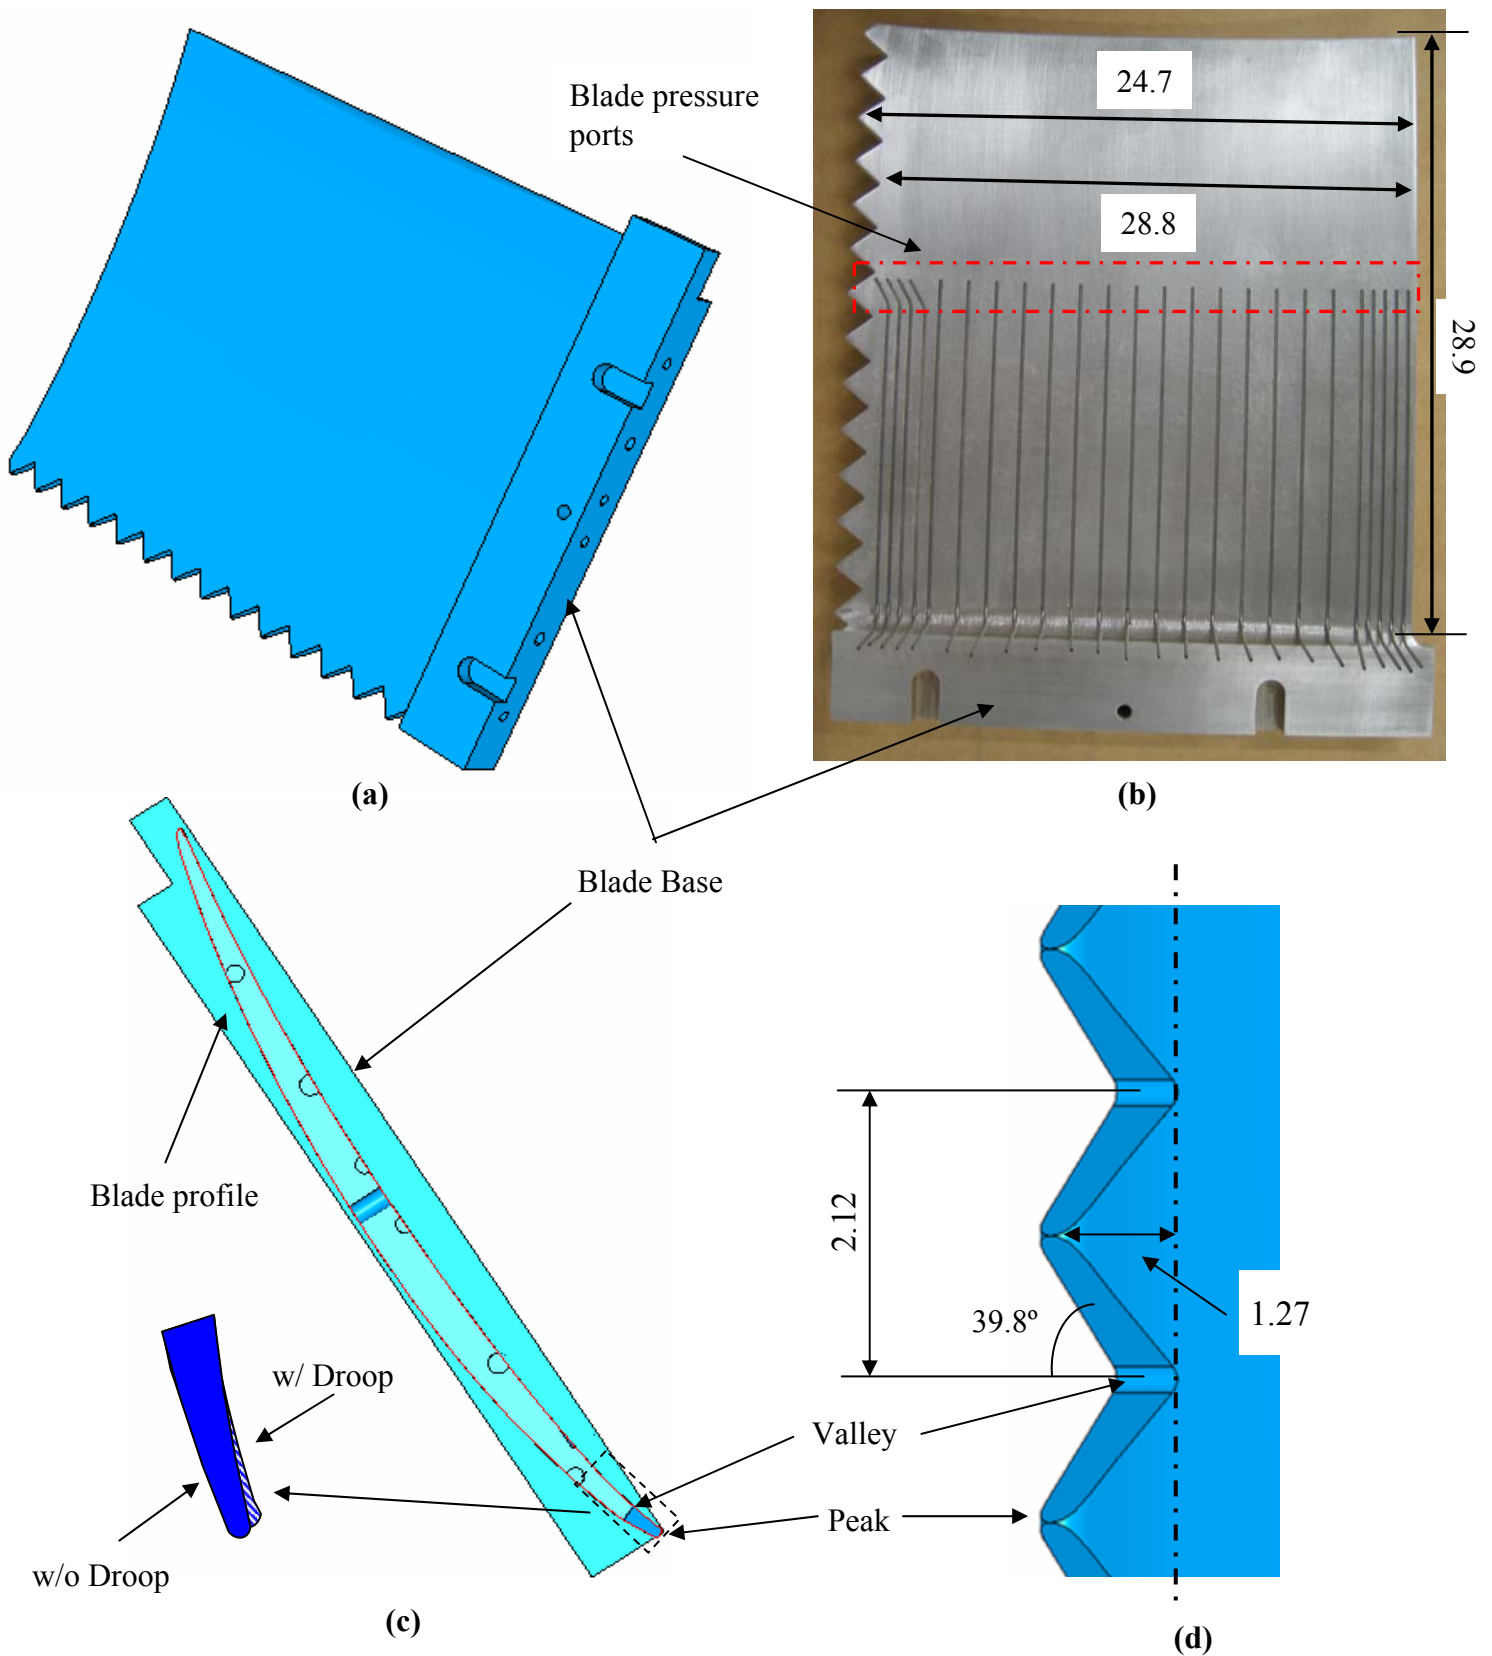 Blade pressure
ports
24.7
28.8
28.9
(a)
(b)
Blade Base
Blade profile
w/ Droop
w/o Droop
(c)
Valley
Peak
2.12
39.8º
1.27
(d)